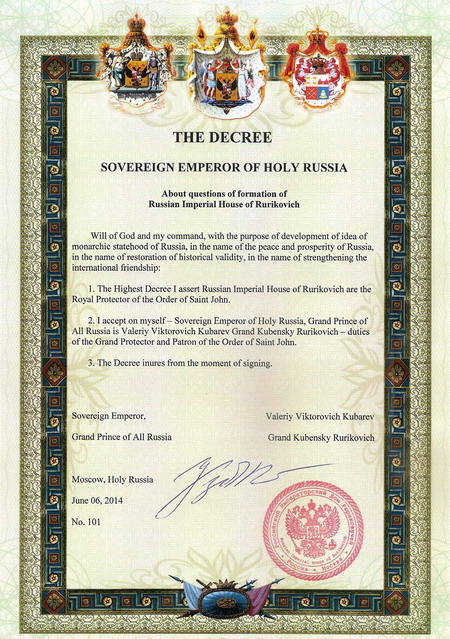 THE DECREE
SOVEREIGN EMPEROR OF HOLY RUSSIA
About questions of formation of
Russian Imperial House of Rurikovich
Will of God and my command, with the purpose of development of idea of
monarchic statehood of Russia, in the name of the peace and prosperity of Russia,
in the name of restoration of historical validity, in the name of strengthening the
international friendship:
1. The Highest Decree I assert Russian Imperial House of Rurikovich are the
Royal Protector of the Order of Saint John.
2. I accept on myself – Sovereign Emperor of Holy Russia, Grand Prince of
All Russia is Valeriy Viktorovich Kubarev Grand Kubensky Rurikovich – duties
of the Grand Protector and Patron of the Order of Saint John.
3. The Decree inures from the moment of signing.
Sovereign Emperor,
Valeriy Viktorovich Kubarev
Grand Prince of All Russia
Grand Kubensky Rurikovich
Moscow, Holy Russia
June 06, 2014
No. 101